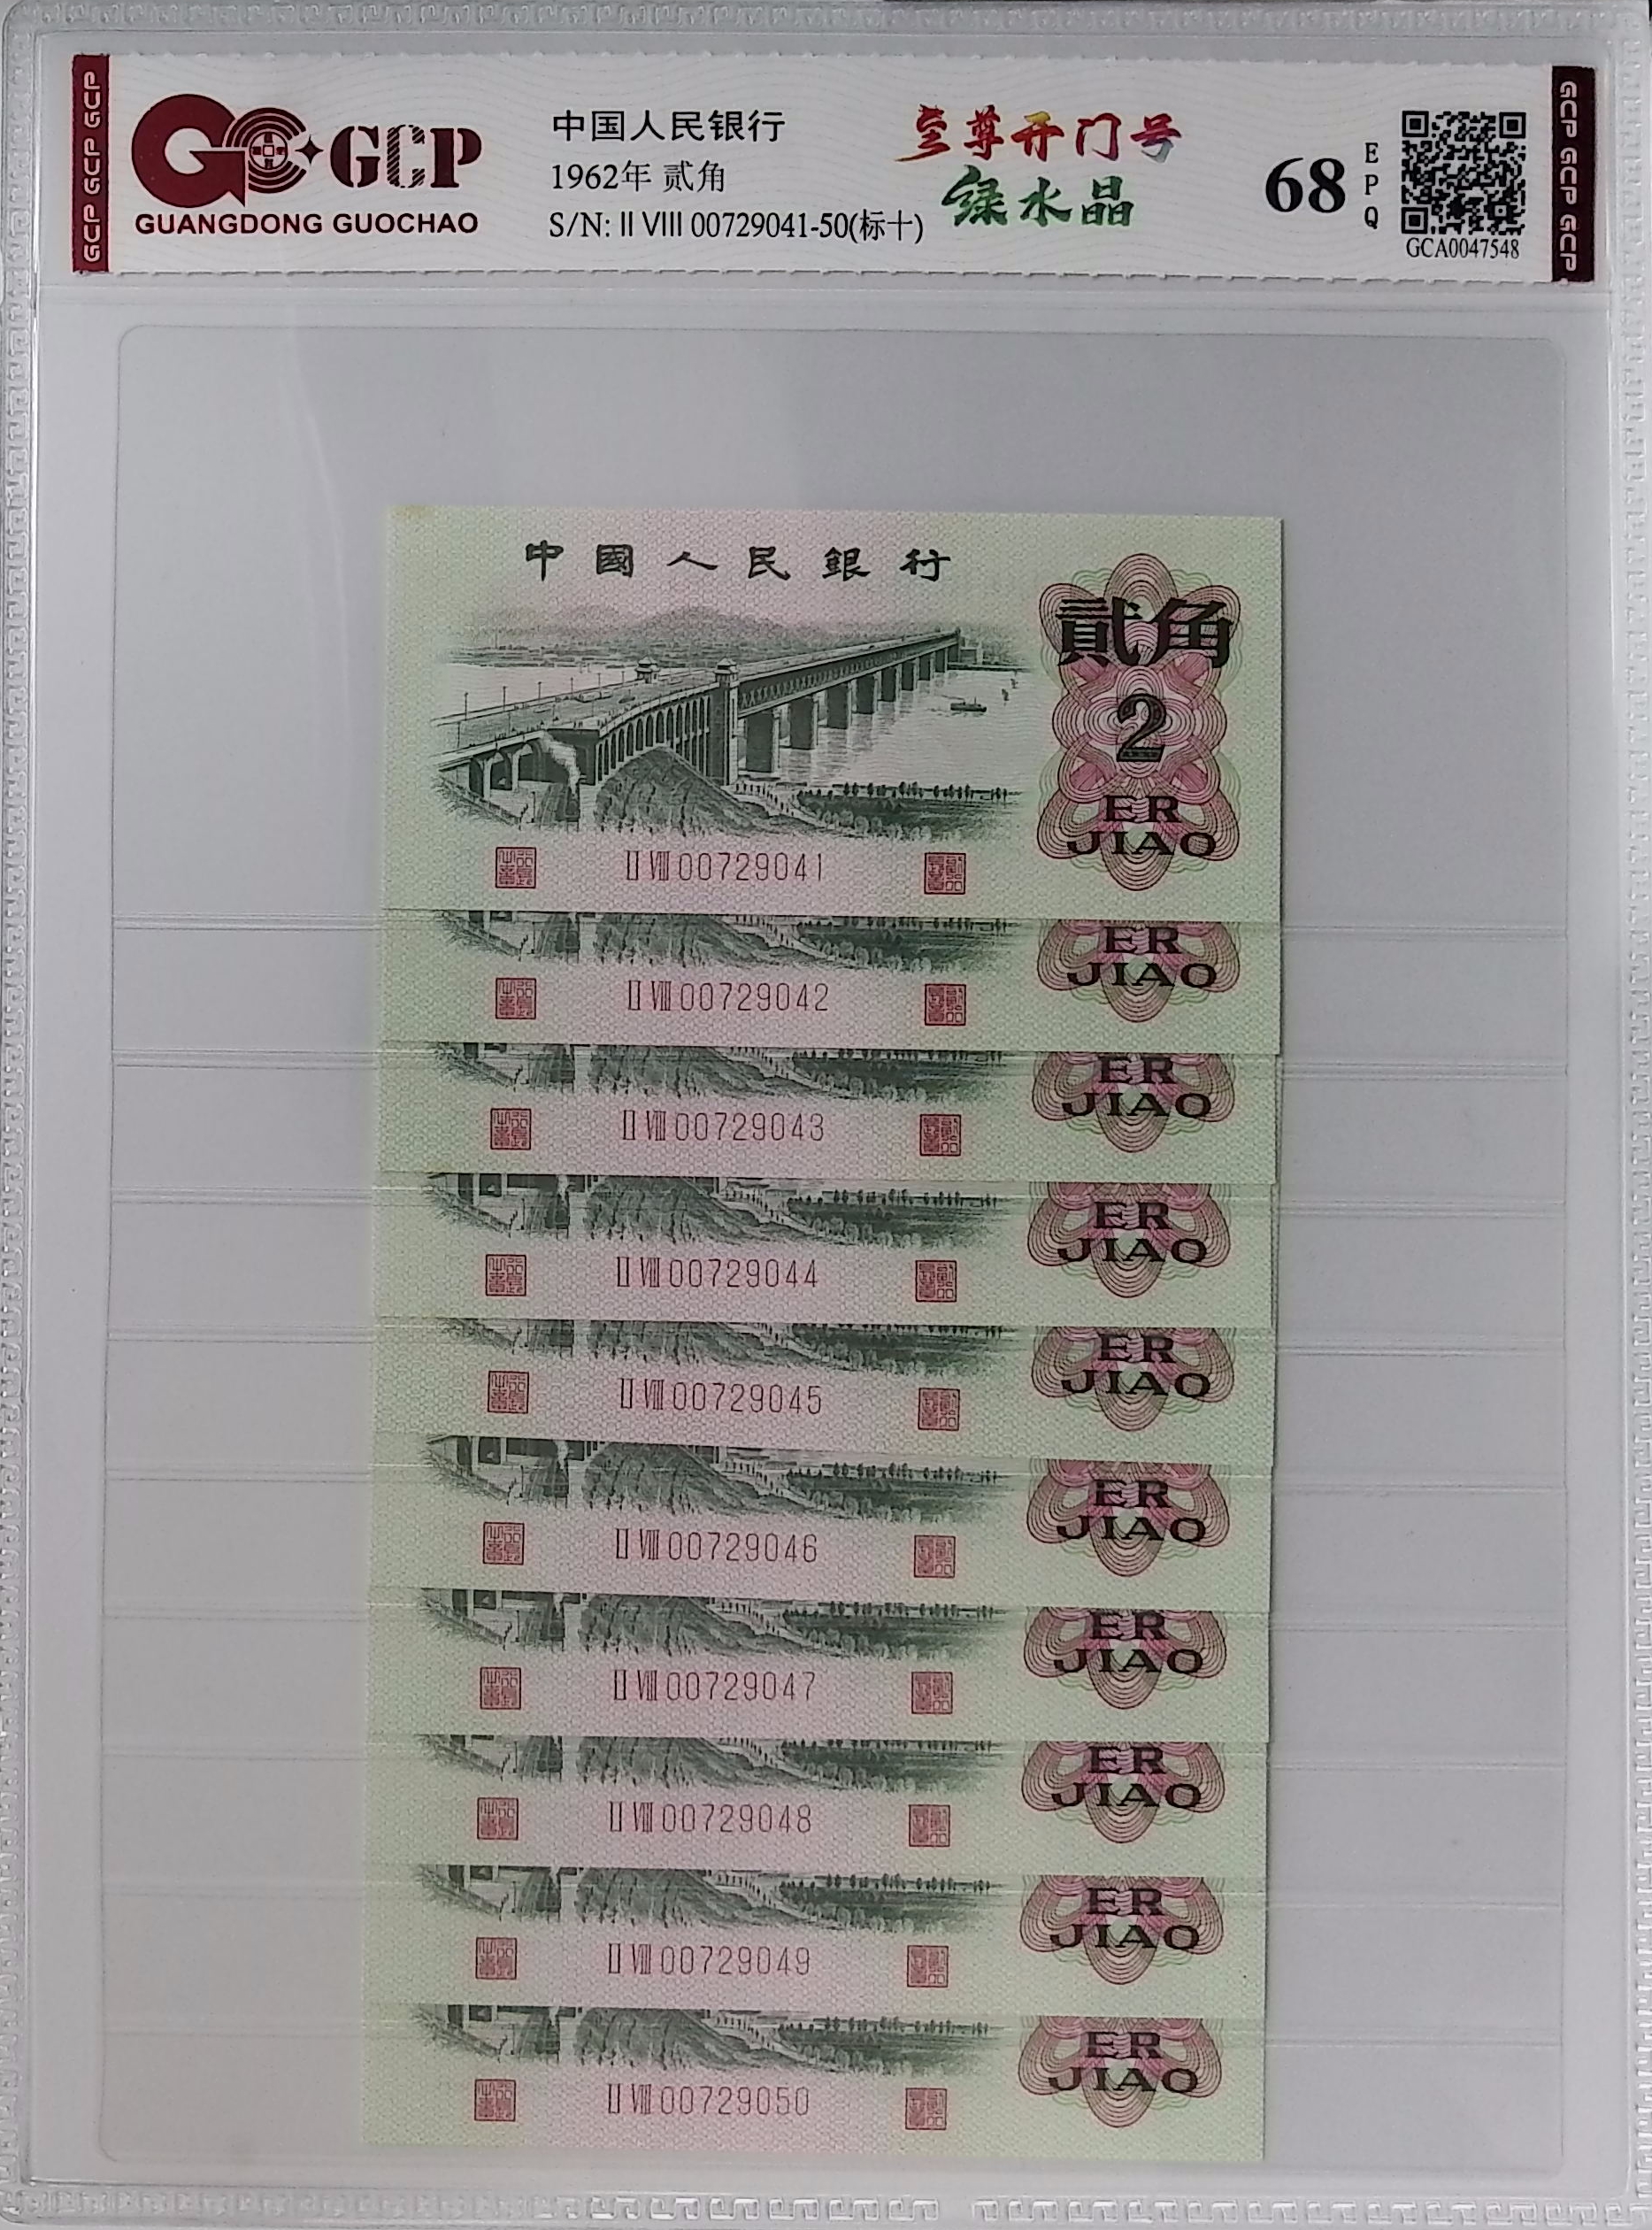 GCP GCP GCP
GCP
GUANGDONG GUOCHAO
中国人民银行
1962年 贰角
S/N: II VIII 00729041-50(标十)
至尊开门号
绿水晶
68
EPQ
GCA0047548
GCP GCP GCP
中國人民銀行
貳角
2
ER
JIAO
II VIII 00729041
ER
JIAO
II VIII 00729042
ER
JIAO
II VIII 00729043
ER
JIAO
II VIII 00729044
ER
JIAO
II VIII 00729045
ER
JIAO
II VIII 00729046
ER
JIAO
II VIII 00729047
ER
JIAO
II VIII 00729048
ER
JIAO
II VIII 00729049
ER
JIAO
II VIII 00729050